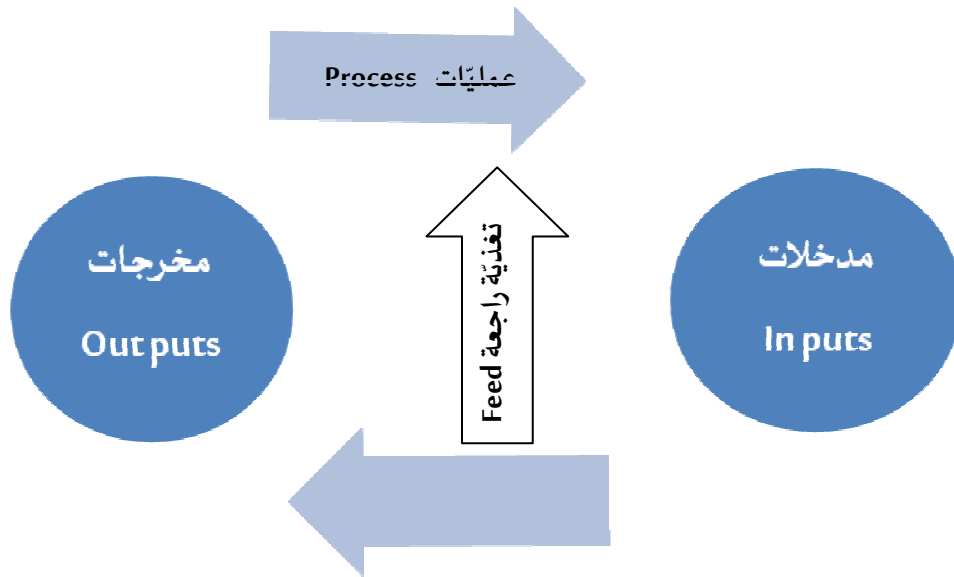 عمليّات Process
مدخلات
In puts
تغذيّة راجعة Feed
مخرجات
Out puts